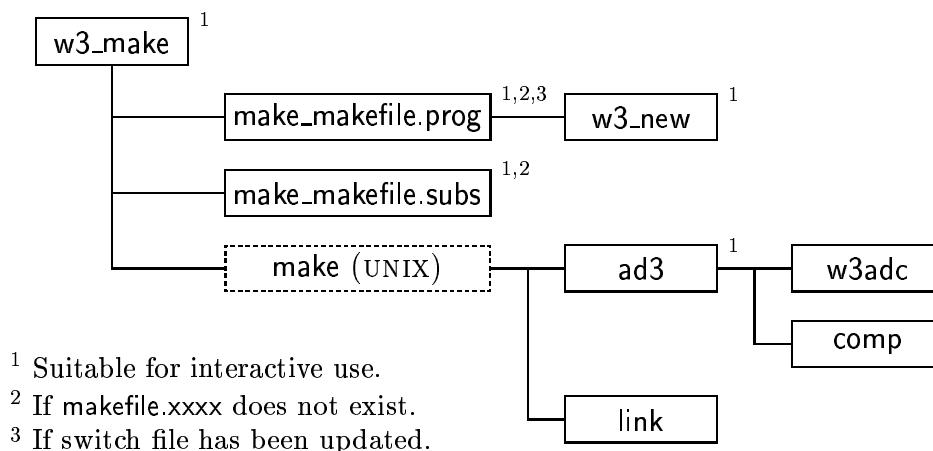 w3_make 1
make_makefile.prog 1,2,3 w3_new 1
make_makefile.subs 1,2
make (UNIX) ad3 1 w3adc
comp
1 Suitable for interactive use.
2 If makefile.xxxx does not exist.
link
3 If switch file has been updated.